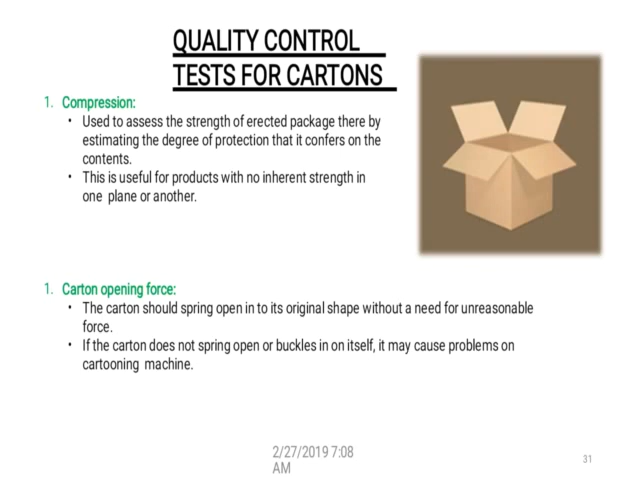 QUALITY CONTROL
TESTS FOR CARTONS
1. Compression:
• Used to assess the strength of erected package there by
estimating the degree of protection that it confers on the
contents.
• This is useful for products with no inherent strength in
one plane or another.
1. Carton opening force:
• The carton should spring open in to its original shape without a need for unreasonable
force.
• If the carton does not spring open or buckles in on itself, it may cause problems on
cartooning machine.
2/27/2019 7:08
AM
31